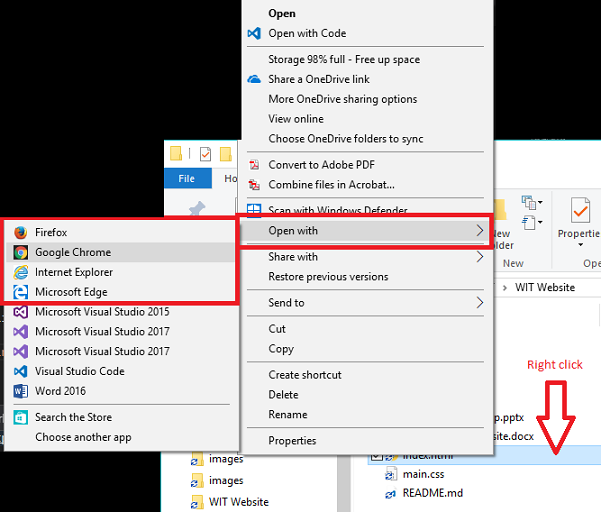 Open
Open with Code
Storage 98% full - Free up space
Share a OneDrive link
More OneDrive sharing options
View online
Choose OneDrive folders to sync
Convert to Adobe PDF
Combine files in Acrobat...
Scan with Windows Defender
Open with
Share with
Restore previous versions
Send to
Cut
Copy
Create shortcut
Delete
Rename
Properties
Firefox
Google Chrome
Internet Explorer
Microsoft Edge
Microsoft Visual Studio 2015
Microsoft Visual Studio 2017
Microsoft Visual Studio 2017
Visual Studio Code
Word 2016
Search the Store
Choose another app
File
Ho
New
folder
Properties
New
Open
WIT Website
Right click
p.pptx
site.docx
index.html
main.css
README.md
images
images
WIT Website